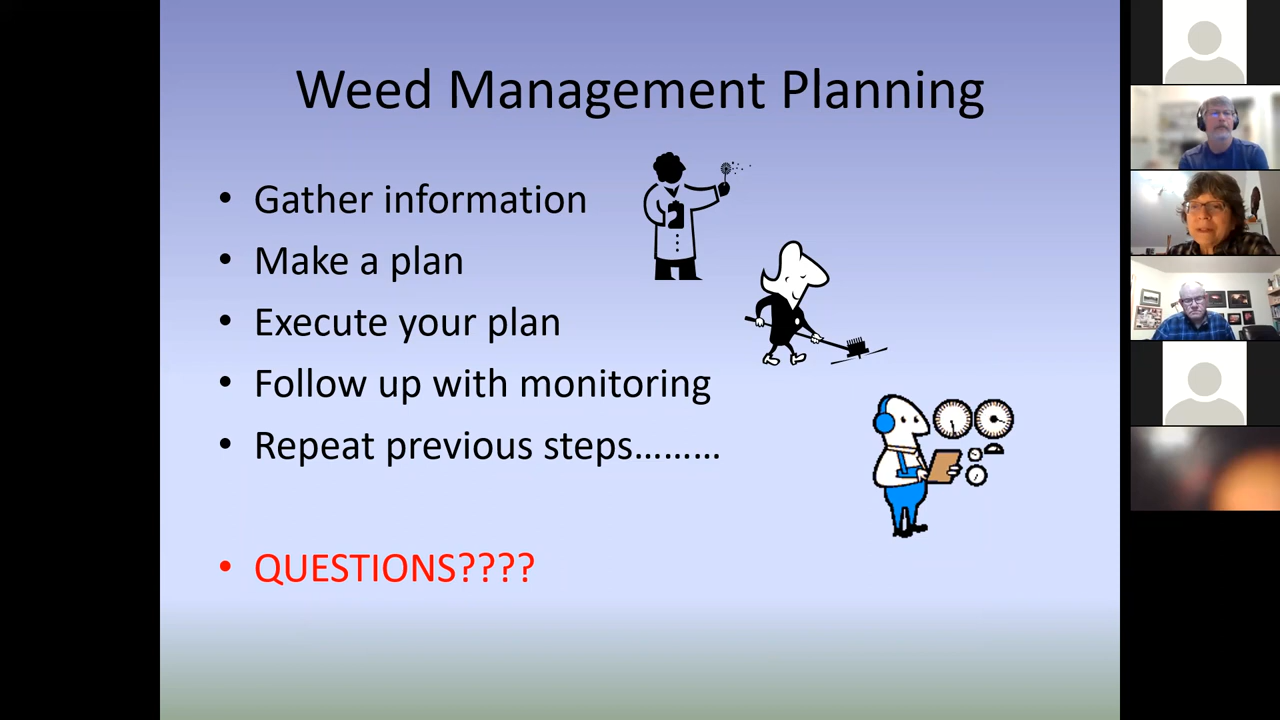 Weed Management Planning
• Gather information
• Make a plan
• Execute your plan
• Follow up with monitoring
• Repeat previous steps………
• QUESTIONS????